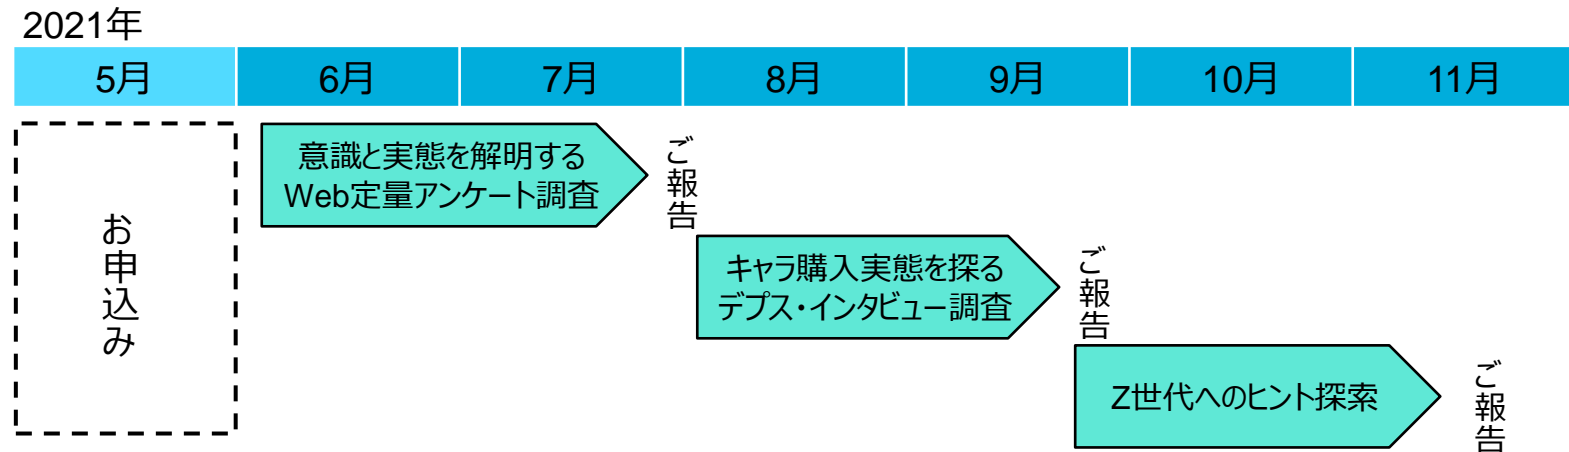 2021年
5月
6月
7月
8月
9月
10月
11月
お申込み
意識と実態を解明する
Web定量アンケート調査
ご報告
キャラ購入実態を探る
デプス・インタビュー調査
ご報告
Z世代へのヒント探索
ご報告